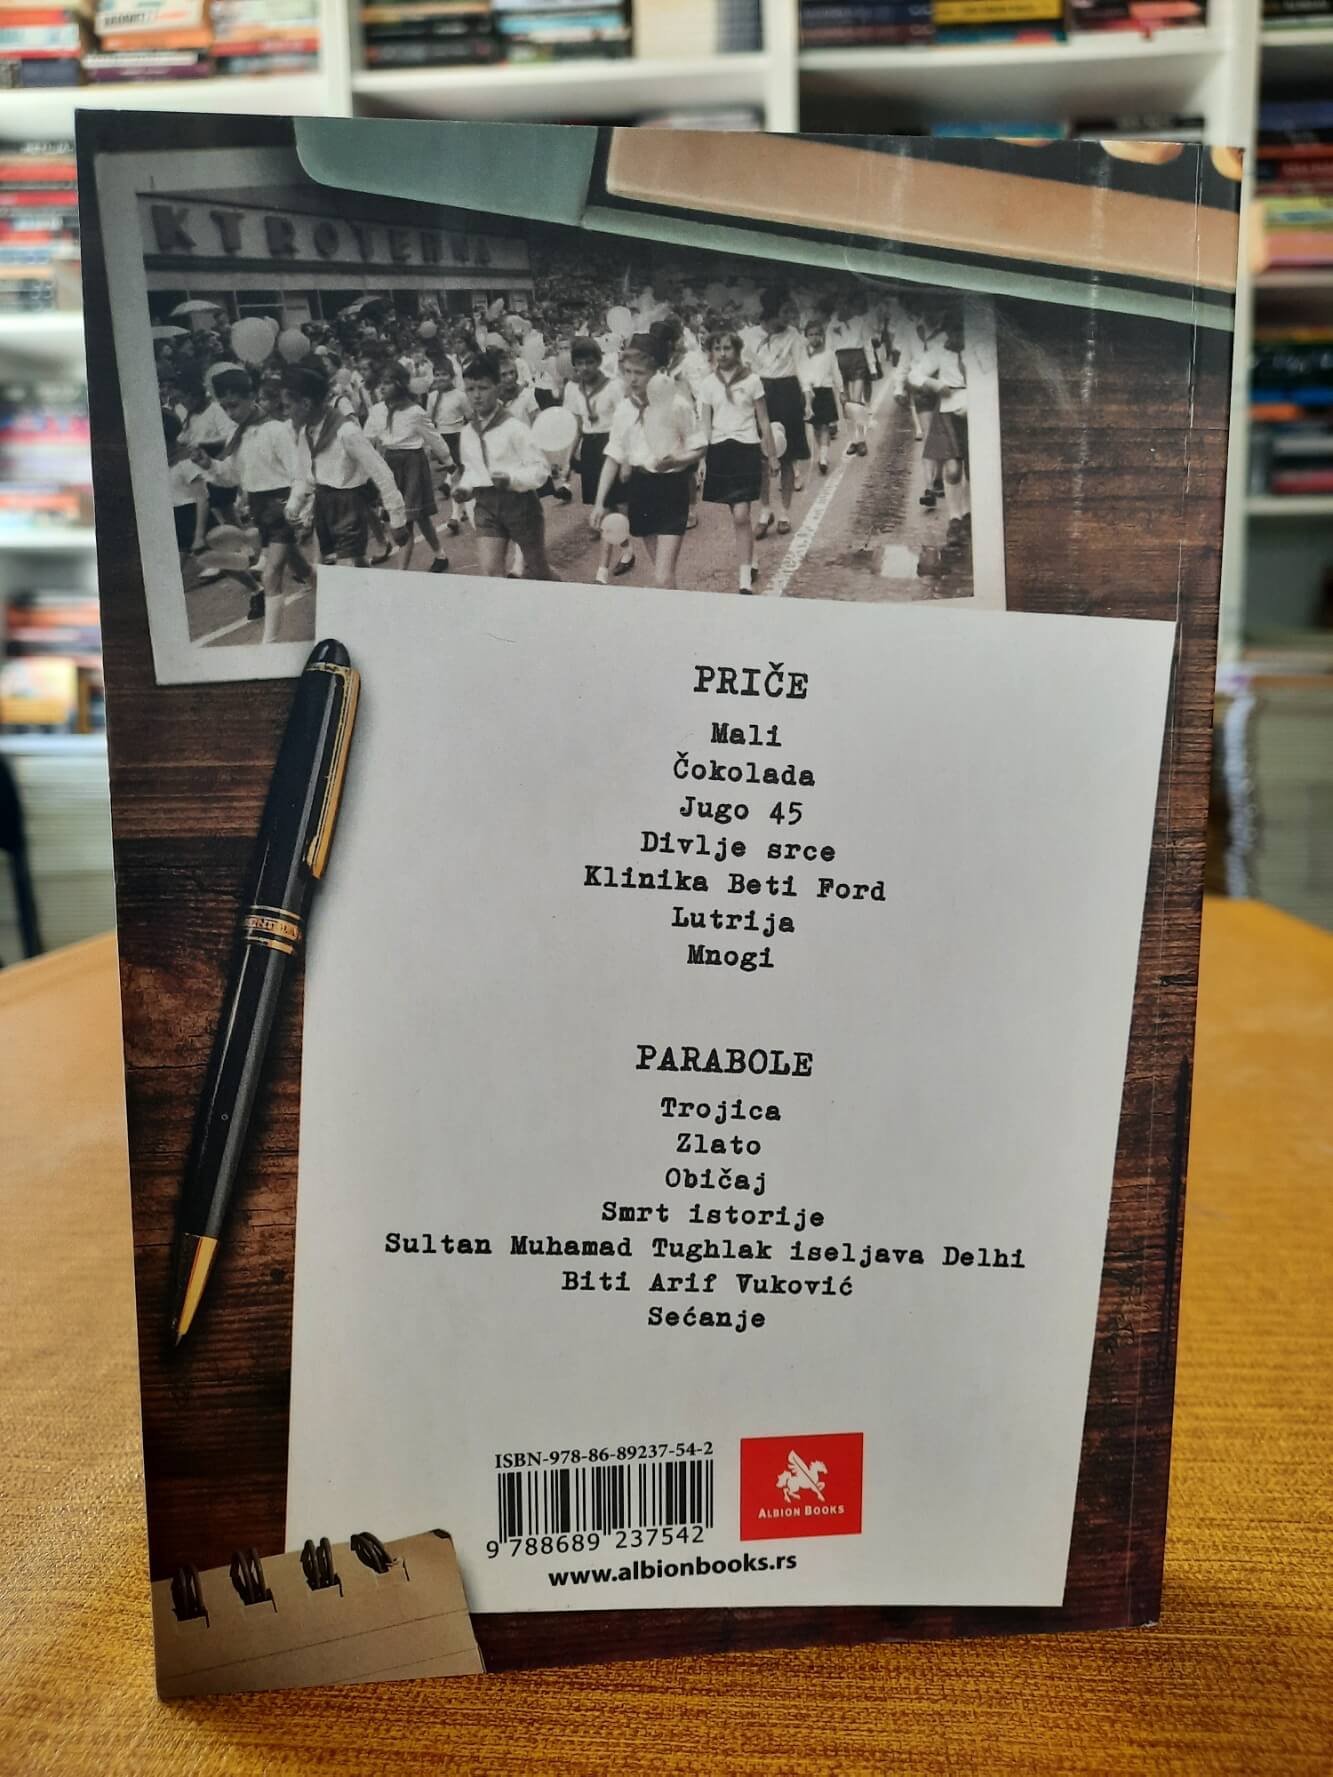 KTROTEHNA
PRIČE
Mali
Čokolada
Jugo 45
Divlje srce
Klinika Beti Ford
Lutrija
Mnogi
PARABOLE
Trojica
Zlato
Običaj
Smrt istorije
Sultan Muhamad Tughlak iseljava Delhi
Biti Arif Vuković
Sećanje
ISBN-978-86-89237-54-2
9 788689 237542
ALBION BOOKS
www.albionbooks.rs